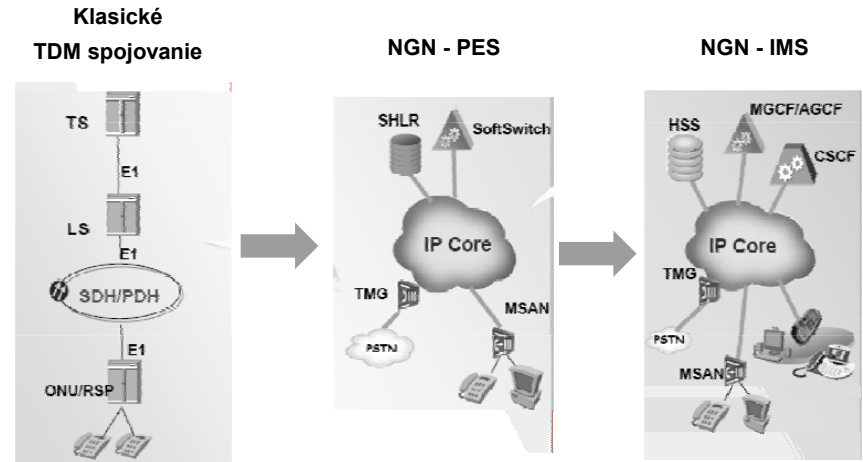 Klasické
TDM spojovanie
NGN - PES
NGN - IMS
TS
E1
LS
E1
SDH/PDH
E1
ONU/RSP
SHLR
SoftSwitch
IP Core
TMG
MSAN
PSTN
HSS
MGCF/AGCF
CSCF
IP Core
TMG
PSTN
MSAN